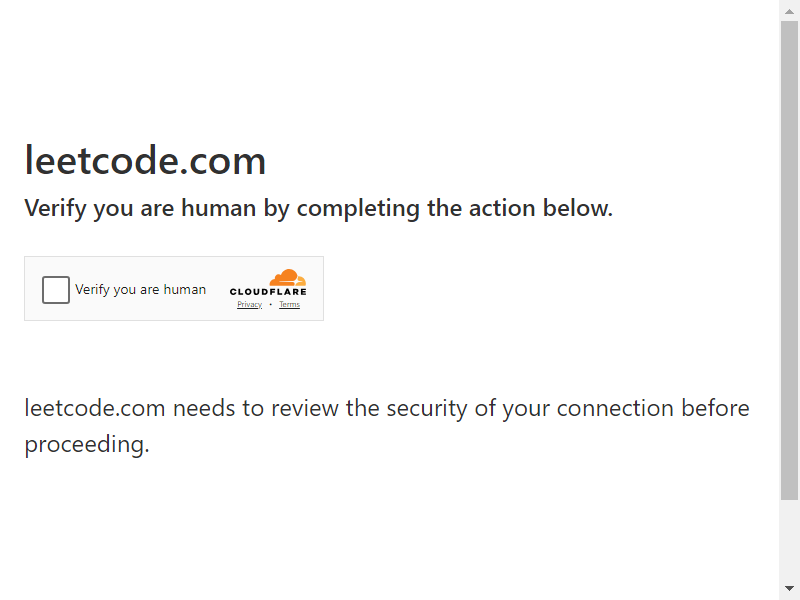 leetcode.com
Verify you are human by completing the action below.
Verify you are human
CLOUDFLARE
Privacy • Terms
leetcode.com needs to review the security of your connection before
proceeding.